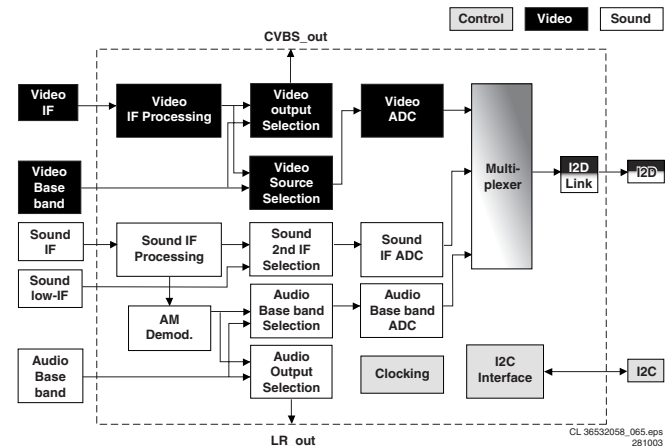 Control
Video
Sound
CVBS_out
Video
IF
Video
IF Processing
Video
output
Selection
Video
ADC
Multi-
plexer
I2D
Link
I2D
Video
Base
band
Video
Source
Selection
Sound
IF
Sound IF
Processing
Sound
2nd IF
Selection
Sound
IF ADC
Sound
low-IF
AM
Demod.
Audio
Base band
Selection
Audio
Base band
ADC
Audio
Base
band
Audio
Output
Selection
Clocking
I2C
Interface
I2C
LR_out
CL 36532058_065.eps
281003